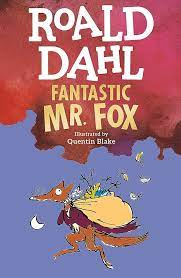 ROALD
DAHL
FANTASTIC
MR. FOX
Illustrated by
Quentin Blake